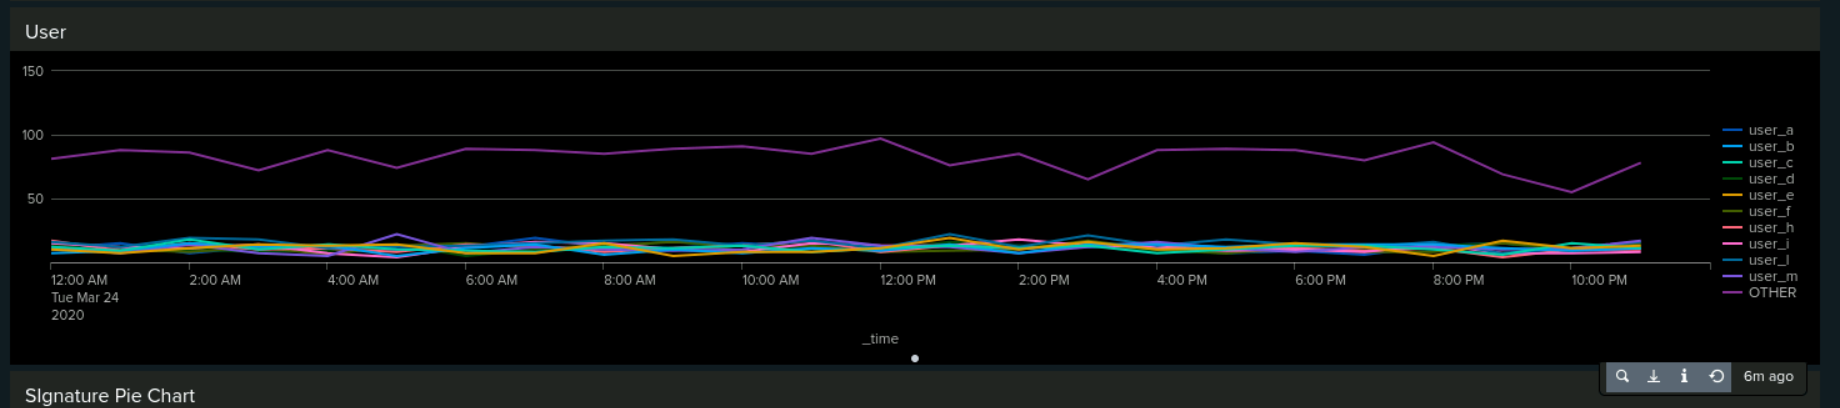 User
150
100
50
user_a
user_b
user_c
user_d
user_e
user_f
user_h
user_i
user_l
user_m
OTHER
12:00 AM 2:00 AM 4:00 AM 6:00 AM 8:00 AM 10:00 AM 12:00 PM 2:00 PM 4:00 PM 6:00 PM 8:00 PM 10:00 PM
Tue Mar 24
2020
_time
6m ago
SIgnature Pie Chart